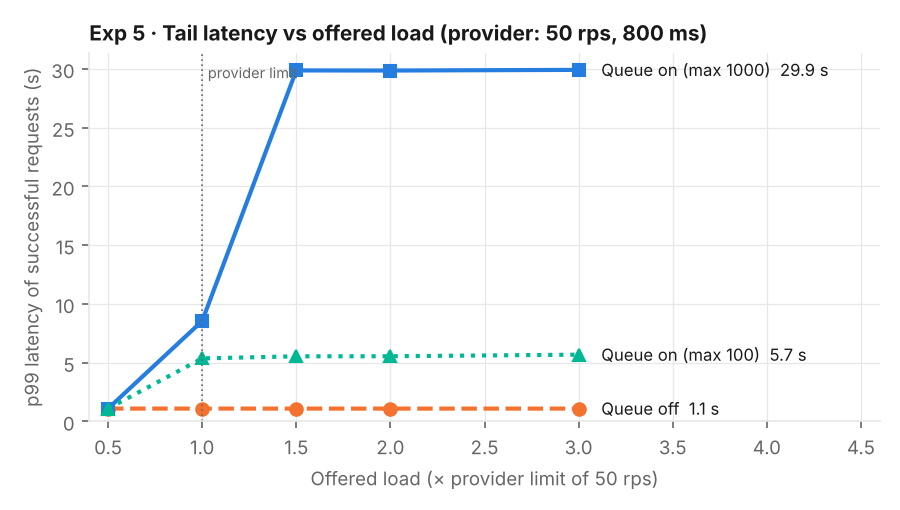 Exp 5 · Tail latency vs offered load (provider: 50 rps, 800 ms)
p99 latency of successful requests (s)
30
25
20
15
10
5
0
provider
Queue on (max 1000) 29.9 s
Queue on (max 100) 5.7 s
Queue off 1.1 s
0.5 1.0 1.5 2.0 2.5 3.0 3.5 4.0 4.5
Offered load (× provider limit of 50 rps)